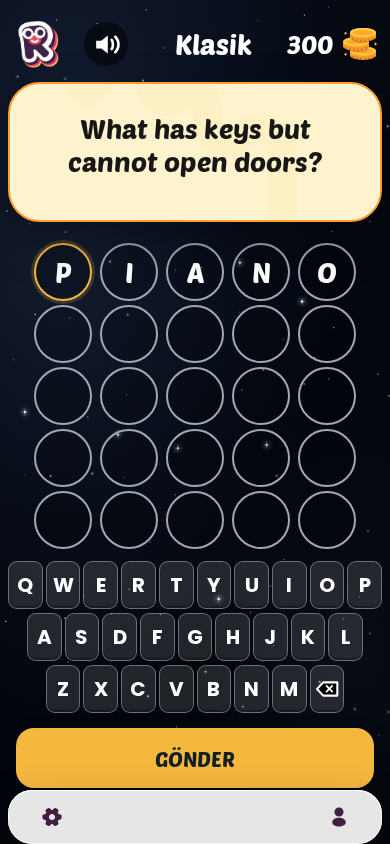 Klasik
300
What has keys but
cannot open doors?
P I A N O
Q W E R T Y U I O P
A S D F G H J K L
Z X C V B N M
GÖNDER